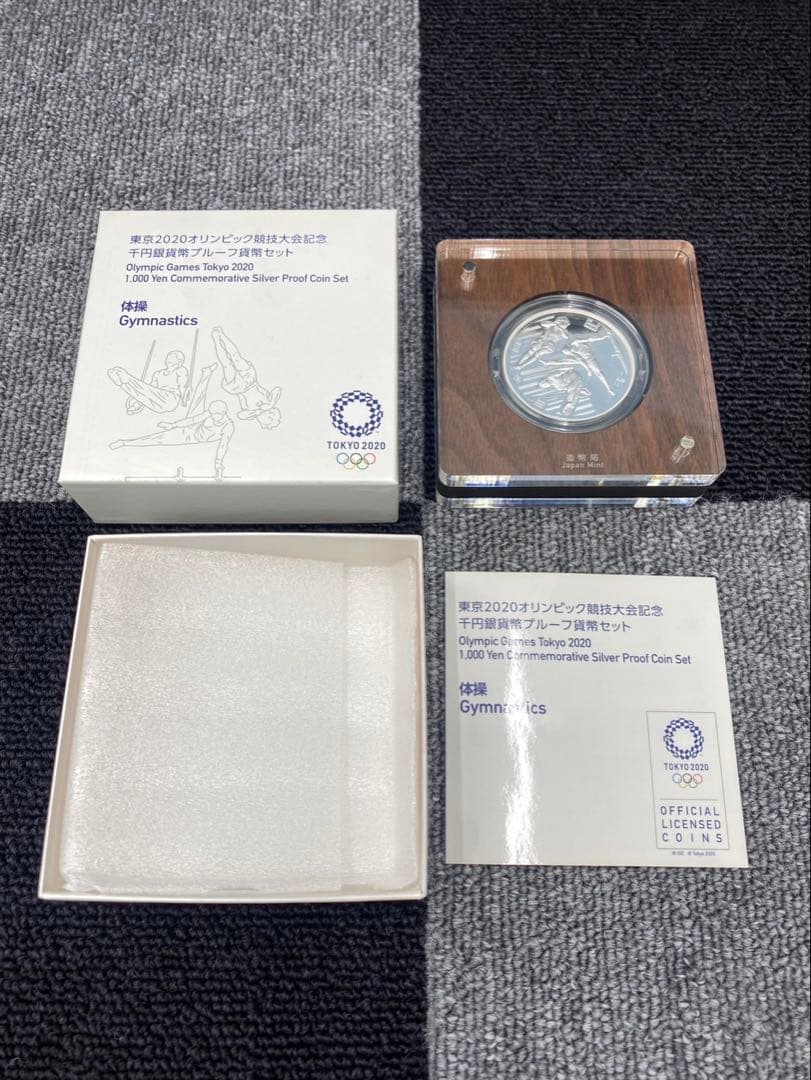 東京2020オリンピック競技大会記念
千円銀貨幣プルーフ貨幣セット
Olympic Games Tokyo 2020
1,000 Yen Commemorative Silver Proof Coin Set
体操
Gymnastics
TOKYO 2020
造幣局
Japan Mint
東京2020オリンピック競技大会記念
千円銀貨幣プルーフ貨幣セット
Olympic Games Tokyo 2020
1,000 Yen Commemorative Silver Proof Coin Set
体操
Gymnastics
TOKYO 2020
OFFICIAL
LICENSED
COINS